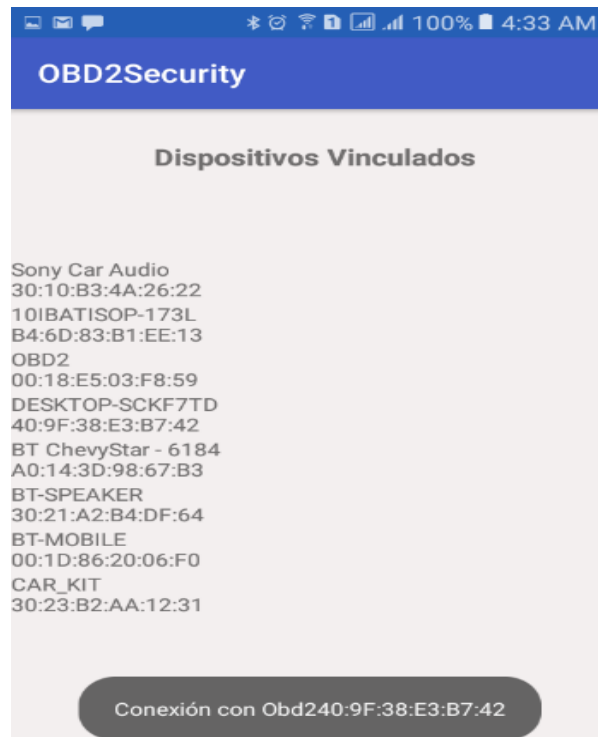 100% 4:33 AM
OBD2Security
Dispositivos Vinculados
Sony Car Audio
30:10:B3:4A:26:22
10IBATISOP-173L
B4:6D:83:B1:EE:13
OBD2
00:18:E5:03:F8:59
DESKTOP-SCKF7TD
40:9F:38:E3:B7:42
BT ChevyStar - 6184
A0:14:3D:98:67:B3
BT-SPEAKER
30:21:A2:B4:DF:64
BT-MOBILE
00:1D:86:20:06:F0
CAR_KIT
30:23:B2:AA:12:31
Conexión con Obd240:9F:38:E3:B7:42